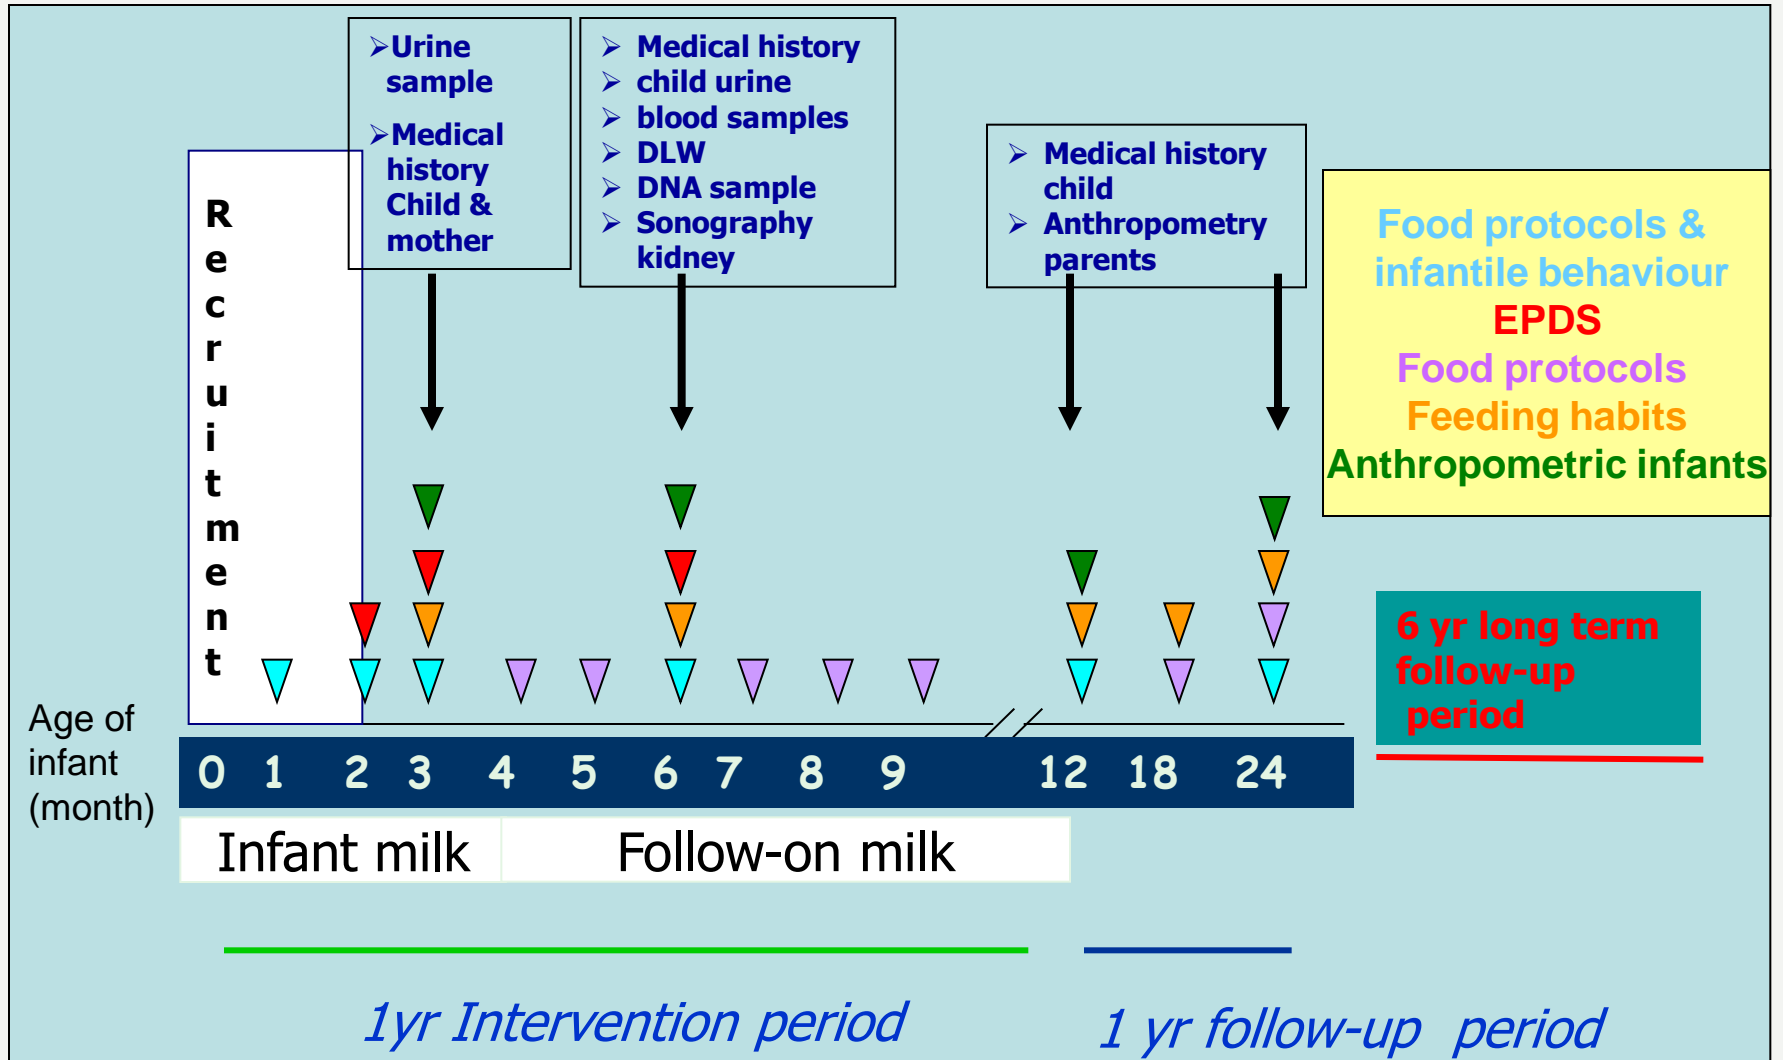 ➢Urine
sample
➢Medical
history
Child &
mother
➢ Medical history
➢ child urine
➢ blood samples
➢ DLW
➢ DNA sample
➢ Sonography
kidney
➢ Medical history
child
➢ Anthropometry
parents
Recruitment
Food protocols &
infantile behaviour
EPDS
Food protocols
Feeding habits
Anthropometric infants
6 yr long term
follow-up
period
Age of
infant
(month)
0 1 2 3 4 5 6 7 8 9 12 18 24
Infant milk Follow-on milk
1yr Intervention period 1 yr follow-up period